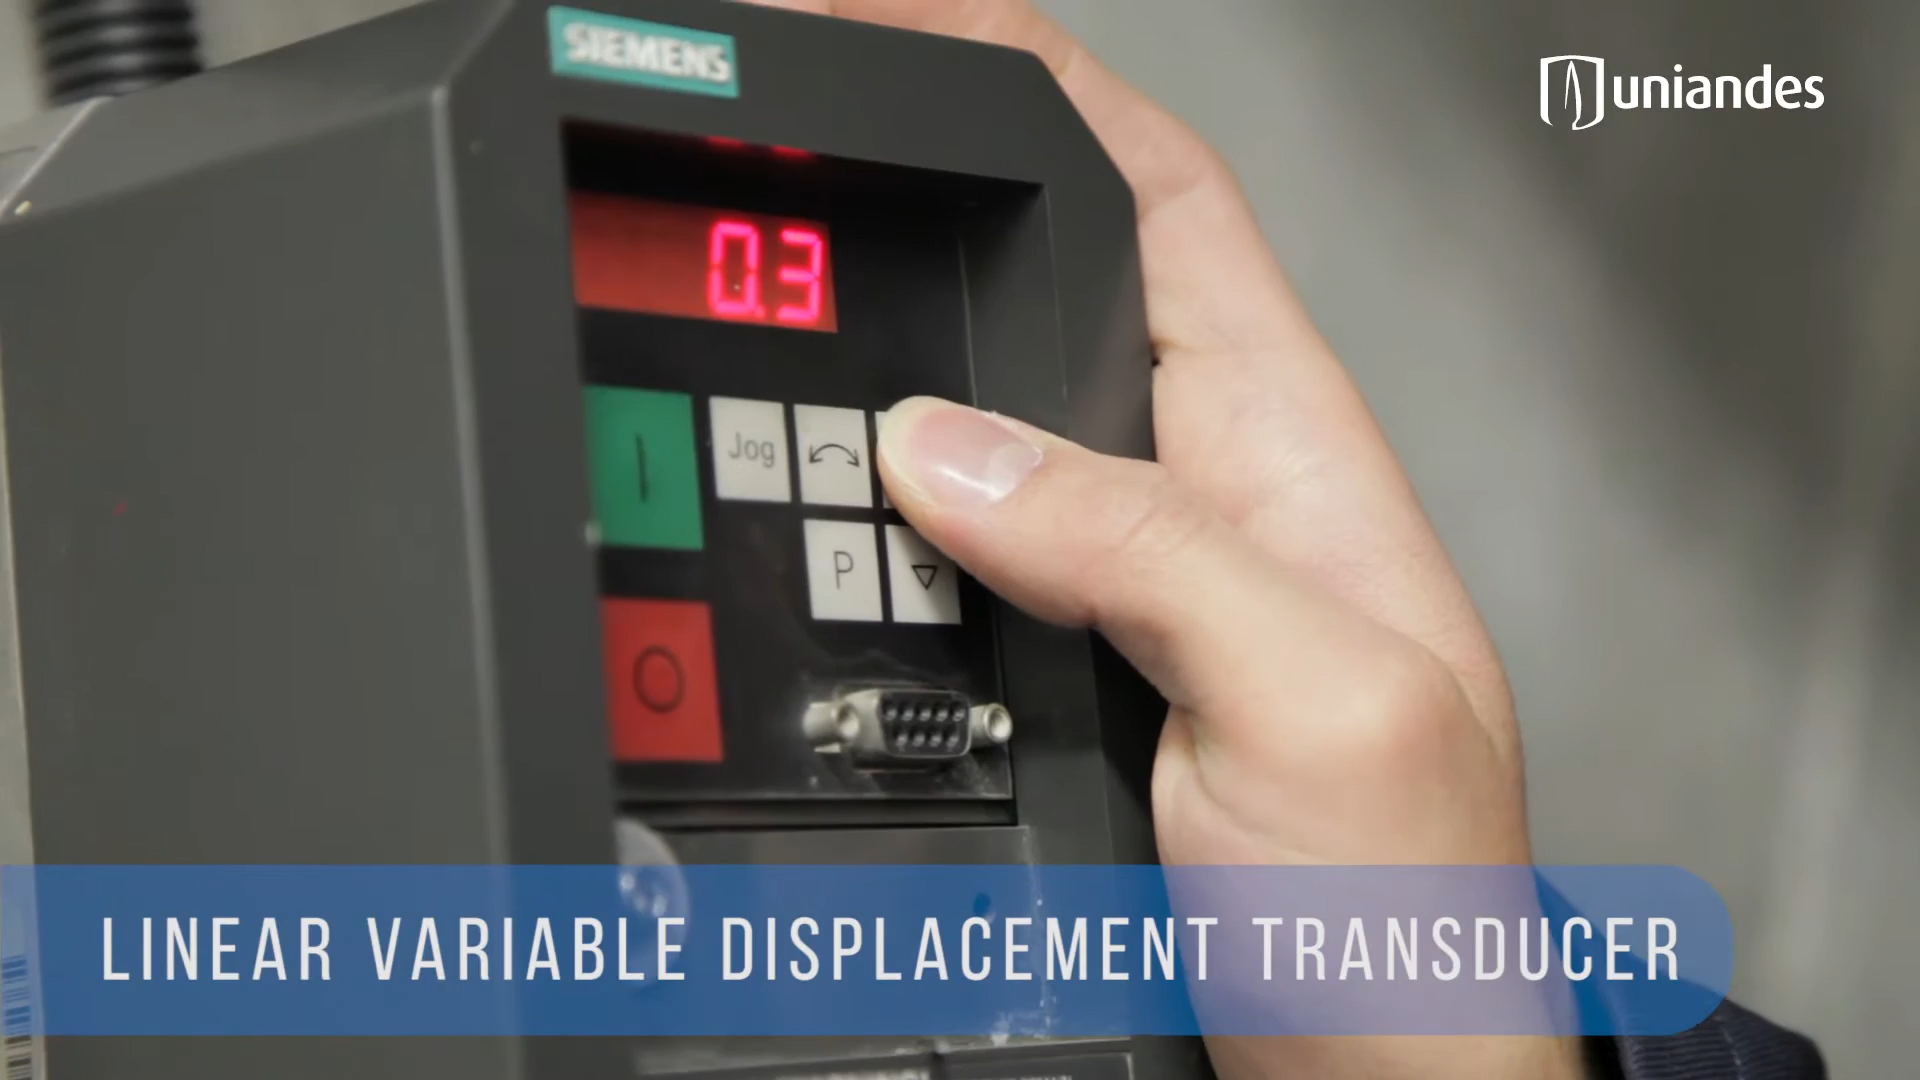 SIEMENS
uniandes
0.3
I
Jog
P
O
LINEAR VARIABLE DISPLACEMENT TRANSDUCER